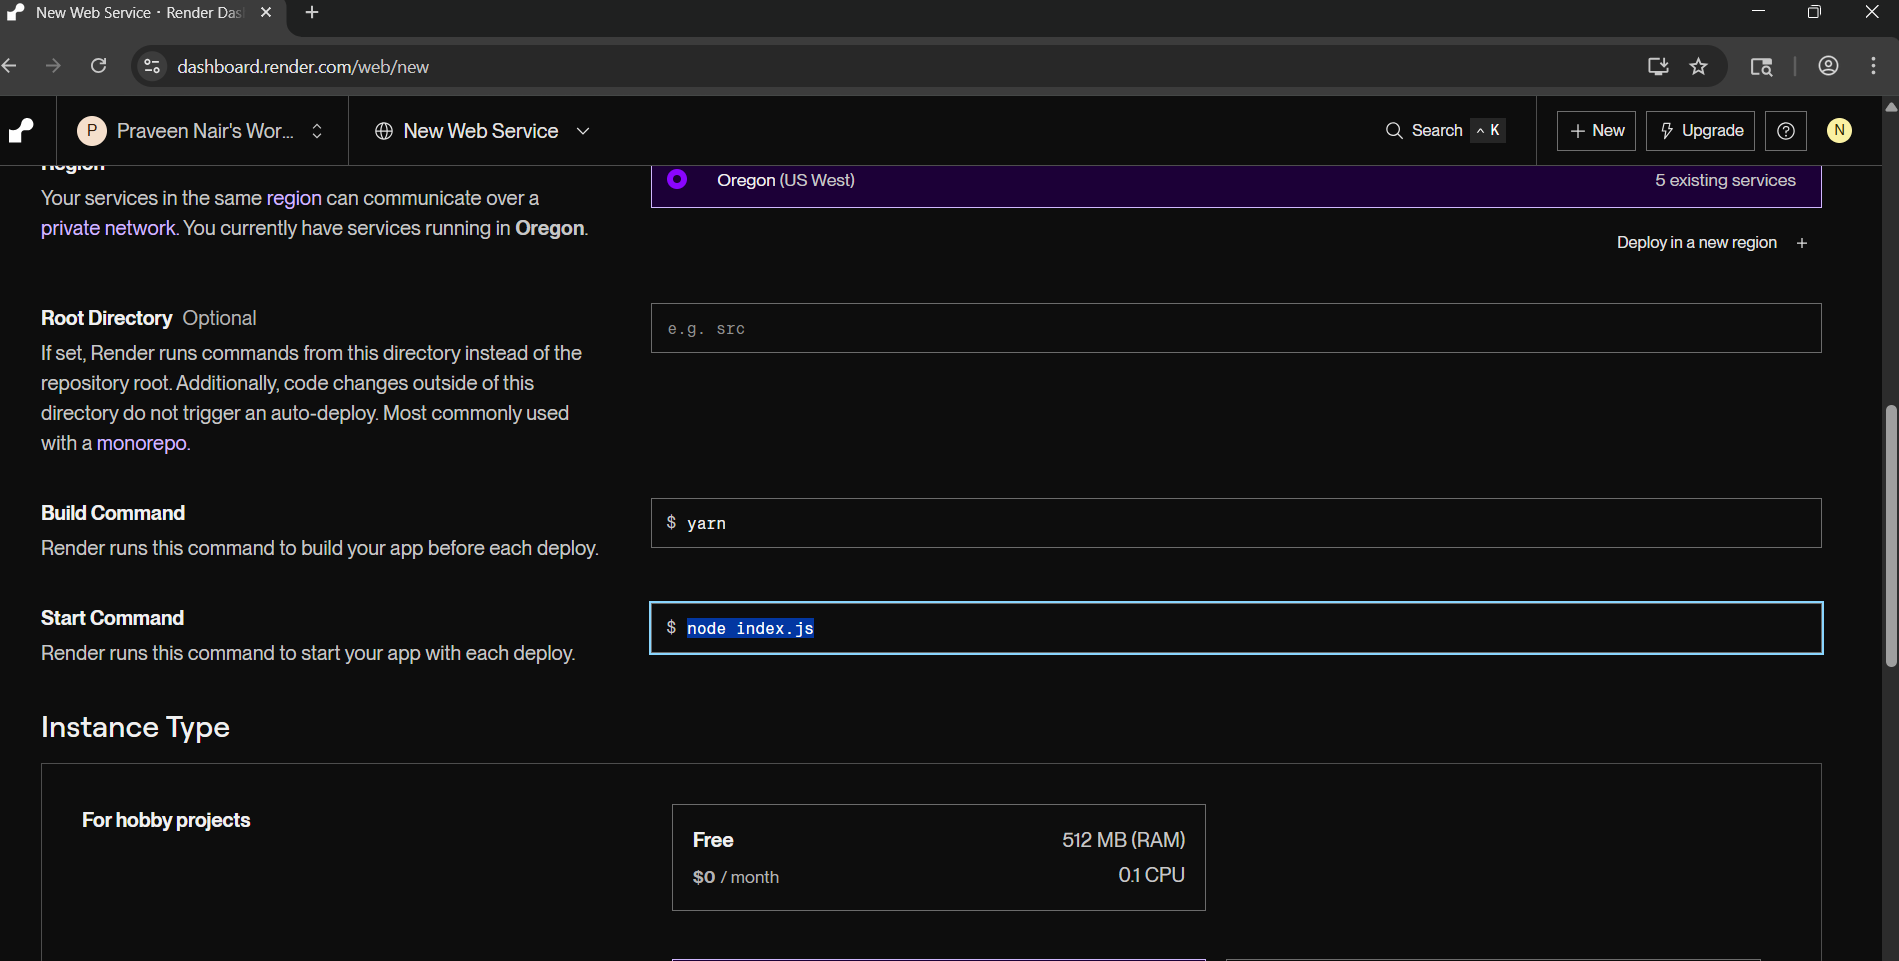 New Web Service · Render Das
dashboard.render.com/web/new
P Praveen Nair's Wor...
New Web Service
Search ^ K
+ New
Upgrade
N
Region
Your services in the same region can communicate over a
private network. You currently have services running in Oregon.
Oregon (US West)
5 existing services
Deploy in a new region +
Root Directory Optional
If set, Render runs commands from this directory instead of the
repository root. Additionally, code changes outside of this
directory do not trigger an auto-deploy. Most commonly used
with a monorepo.
e.g. src
Build Command
Render runs this command to build your app before each deploy.
$ yarn
Start Command
Render runs this command to start your app with each deploy.
$ node index.js
Instance Type
For hobby projects
Free
512 MB (RAM)
$0 / month
0.1 CPU